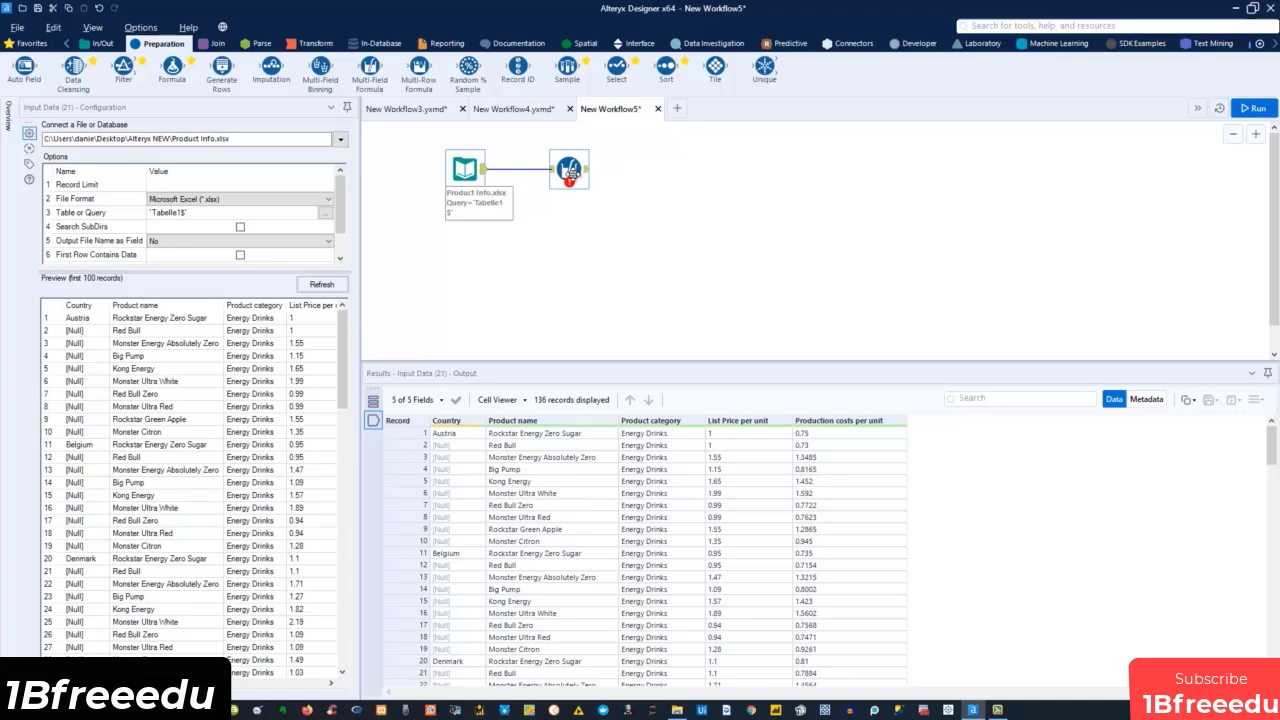 Alteryx Designer x64 - New Workflow5*
File
Edit
View
Options
Help
Search for tools, help, and resources
Favorites
In/Out
Preparation
Join
Parse
Transform
In-Database
Reporting
Documentation
Spatial
Interface
Data Investigation
Predictive
Connectors
Developer
Laboratory
Machine Learning
SDK Examples
Text Mining
Auto Field
Data Cleansing
Filter
Formula
Generate Rows
Imputation
Multi-Field Binning
Multi-Field Formula
Multi-Row Formula
Random % Sample
Record ID
Sample
Select
Sort
Tile
Unique
Overview
Input Data (21) - Configuration
New Workflow3.yxmd*
New Workflow4.yxmd*
New Workflow5*
Run
Connect a File or Database
C:\Users\danie\Desktop\Alteryx NEW\Product Info.xlsx
Options
Name Value
1 Record Limit
2 File Format Microsoft Excel (*.xlsx)
3 Table or Query `Tabelle1$`
4 Search SubDirs
5 Output File Name as Field No
6 First Row Contains Data
Preview (first 100 records)
Refresh
Country Product name Product category List Price per
1 Austria Rockstar Energy Zero Sugar Energy Drinks 1
2 [Null] Red Bull Energy Drinks 1
3 [Null] Monster Energy Absolutely Zero Energy Drinks 1.55
4 [Null] Big Pump Energy Drinks 1.15
5 [Null] Kong Energy Energy Drinks 1.65
6 [Null] Monster Ultra White Energy Drinks 1.99
7 [Null] Red Bull Zero Energy Drinks 0.99
8 [Null] Monster Ultra Red Energy Drinks 0.99
9 [Null] Rockstar Green Apple Energy Drinks 1.55
10 [Null] Monster Citron Energy Drinks 1.35
11 Belgium Rockstar Energy Zero Sugar Energy Drinks 0.95
12 [Null] Red Bull Energy Drinks 0.95
13 [Null] Monster Energy Absolutely Zero Energy Drinks 1.47
14 [Null] Big Pump Energy Drinks 1.09
15 [Null] Kong Energy Energy Drinks 1.57
16 [Null] Monster Ultra White Energy Drinks 1.89
17 [Null] Red Bull Zero Energy Drinks 0.94
18 [Null] Monster Ultra Red Energy Drinks 0.94
19 [Null] Monster Citron Energy Drinks 1.28
20 Denmark Rockstar Energy Zero Sugar Energy Drinks 1.1
21 [Null] Red Bull Energy Drinks 1.1
22 [Null] Monster Energy Absolutely Zero Energy Drinks 1.71
23 [Null] Big Pump Energy Drinks 1.27
24 [Null] Kong Energy Energy Drinks 1.82
25 [Null] Monster Ultra White Energy Drinks 2.19
26 [Null] Red Bull Zero Energy Drinks 1.09
27 [Null] Monster Ultra Red Energy Drinks 1.09
Energy Drinks 1.49
Energy Drinks 1.03
Product Info.xlsx
Query=`Tabelle1
$`
Results - Input Data (21) - Output
5 of 5 Fields
Cell Viewer
136 records displayed
Search
Data
Metadata
Record Country Product name Product category List Price per unit Production costs per unit
1 Austria Rockstar Energy Zero Sugar Energy Drinks 1 0.75
2 [Null] Red Bull Energy Drinks 1 0.73
3 [Null] Monster Energy Absolutely Zero Energy Drinks 1.55 1.3485
4 [Null] Big Pump Energy Drinks 1.15 0.8165
5 [Null] Kong Energy Energy Drinks 1.65 1.452
6 [Null] Monster Ultra White Energy Drinks 1.99 1.592
7 [Null] Red Bull Zero Energy Drinks 0.99 0.7722
8 [Null] Monster Ultra Red Energy Drinks 0.99 0.7623
9 [Null] Rockstar Green Apple Energy Drinks 1.55 1.2865
10 [Null] Monster Citron Energy Drinks 1.35 0.945
11 Belgium Rockstar Energy Zero Sugar Energy Drinks 0.95 0.735
12 [Null] Red Bull Energy Drinks 0.95 0.7154
13 [Null] Monster Energy Absolutely Zero Energy Drinks 1.47 1.3215
14 [Null] Big Pump Energy Drinks 1.09 0.8002
15 [Null] Kong Energy Energy Drinks 1.57 1.423
16 [Null] Monster Ultra White Energy Drinks 1.89 1.5602
17 [Null] Red Bull Zero Energy Drinks 0.94 0.7568
18 [Null] Monster Ultra Red Energy Drinks 0.94 0.7471
19 [Null] Monster Citron Energy Drinks 1.28 0.9261
20 Denmark Rockstar Energy Zero Sugar Energy Drinks 1.1 0.81
21 [Null] Red Bull Energy Drinks 1.1 0.7884
22 [Null] Monster Energy Absolutely Zero Energy Drinks 1.71 1.4564
1Bfreeedu
Subscribe
1Bfreeedu